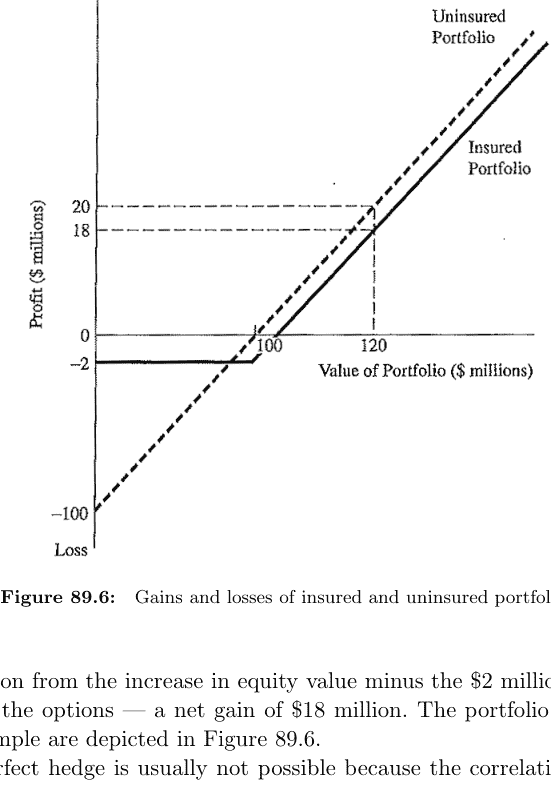 Uninsured
Portfolio
Insured
Portfolio
20
18
Profit ($ millions)
0
100
120
−2
Value of Portfolio ($ millions)
−100
Loss
Figure 89.6: Gains and losses of insured and uninsured portfol
on from the increase in equity value minus the $2 millio
the options — a net gain of $18 million. The portfolio
mple are depicted in Figure 89.6.
rfect hedge is usually not possible because the correlati